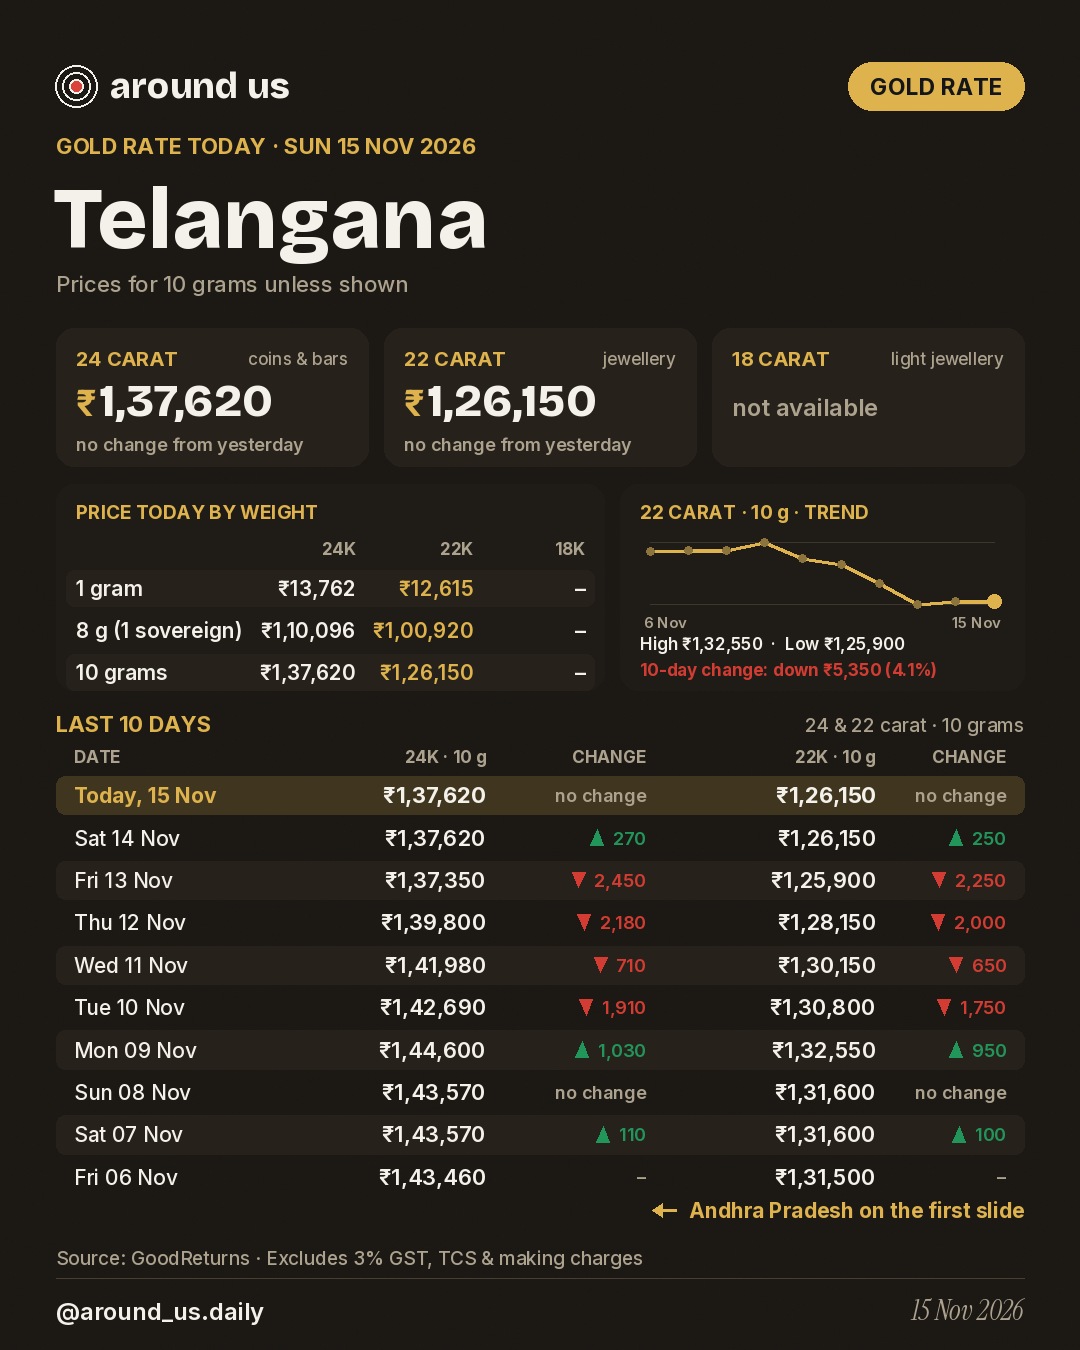 around us
GOLD RATE
GOLD RATE TODAY · SUN 15 NOV 2026
Telangana
Prices for 10 grams unless shown
24 CARAT coins & bars
₹1,37,620
no change from yesterday
22 CARAT jewellery
₹1,26,150
no change from yesterday
18 CARAT light jewellery
not available
PRICE TODAY BY WEIGHT
24K 22K 18K
1 gram ₹13,762 ₹12,615 –
8 g (1 sovereign) ₹1,10,096 ₹1,00,920 –
10 grams ₹1,37,620 ₹1,26,150 –
22 CARAT · 10 g · TREND
6 Nov 15 Nov
High ₹1,32,550 · Low ₹1,25,900
10-day change: down ₹5,350 (4.1%)
LAST 10 DAYS 24 & 22 carat · 10 grams
DATE 24K · 10 g CHANGE 22K · 10 g CHANGE
Today, 15 Nov ₹1,37,620 no change ₹1,26,150 no change
Sat 14 Nov ₹1,37,620 ▲ 270 ₹1,26,150 ▲ 250
Fri 13 Nov ₹1,37,350 ▼ 2,450 ₹1,25,900 ▼ 2,250
Thu 12 Nov ₹1,39,800 ▼ 2,180 ₹1,28,150 ▼ 2,000
Wed 11 Nov ₹1,41,980 ▼ 710 ₹1,30,150 ▼ 650
Tue 10 Nov ₹1,42,690 ▼ 1,910 ₹1,30,800 ▼ 1,750
Mon 09 Nov ₹1,44,600 ▲ 1,030 ₹1,32,550 ▲ 950
Sun 08 Nov ₹1,43,570 no change ₹1,31,600 no change
Sat 07 Nov ₹1,43,570 ▲ 110 ₹1,31,600 ▲ 100
Fri 06 Nov ₹1,43,460 – ₹1,31,500 –
← Andhra Pradesh on the first slide
Source: GoodReturns · Excludes 3% GST, TCS & making charges
@around_us.daily 15 Nov 2026